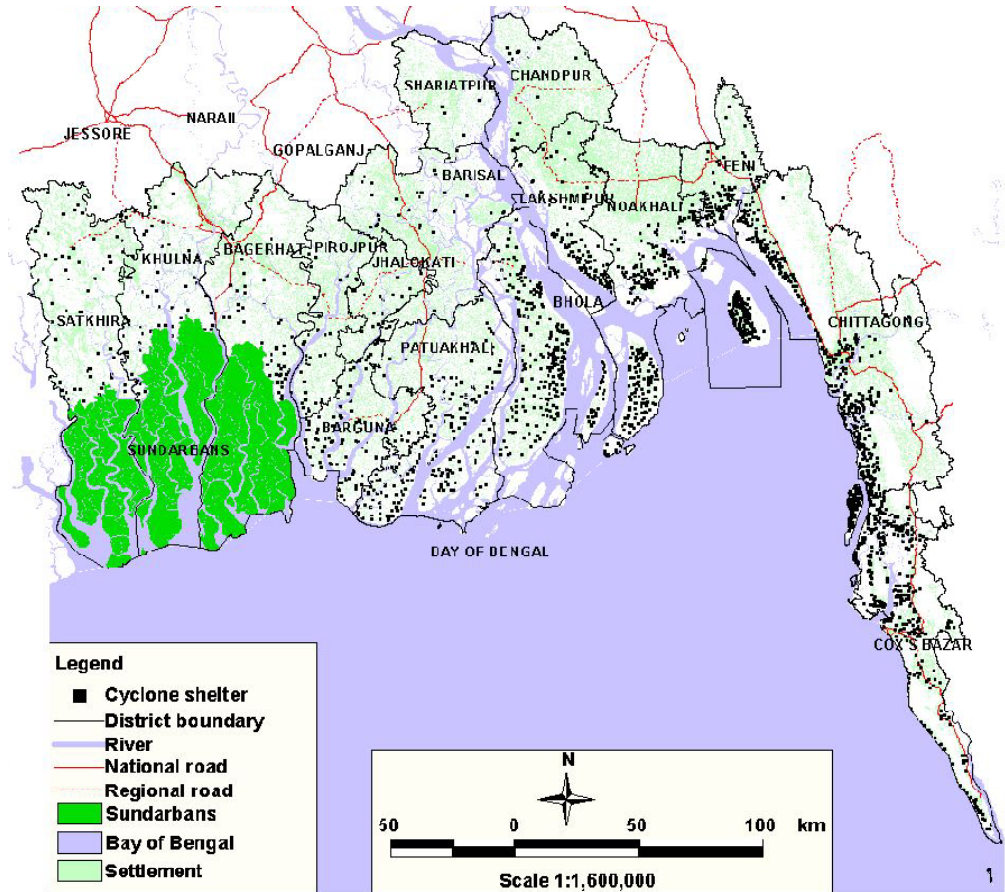 CHANDPUR
SHARIATPUR
NARAIL
JESSORE
GOPALGANJ
FENI
BARISAL
LAKSHMIPUR
NOAKHALI
PIROJPUR
BAGERHAT
KHULNA
JHALOKATI
BHOLA
SATKHIRA
CHITTAGONG
PATUAKHALI
BARGUNA
SUNDARBANS
BAY OF BENGAL
COX'S BAZAR
Legend
Cyclone shelter
District boundary
River
National road
Regional road
Sundarbans
Bay of Bengal
Settlement
N
50 0 50 100 km
Scale 1:1,600,000
1